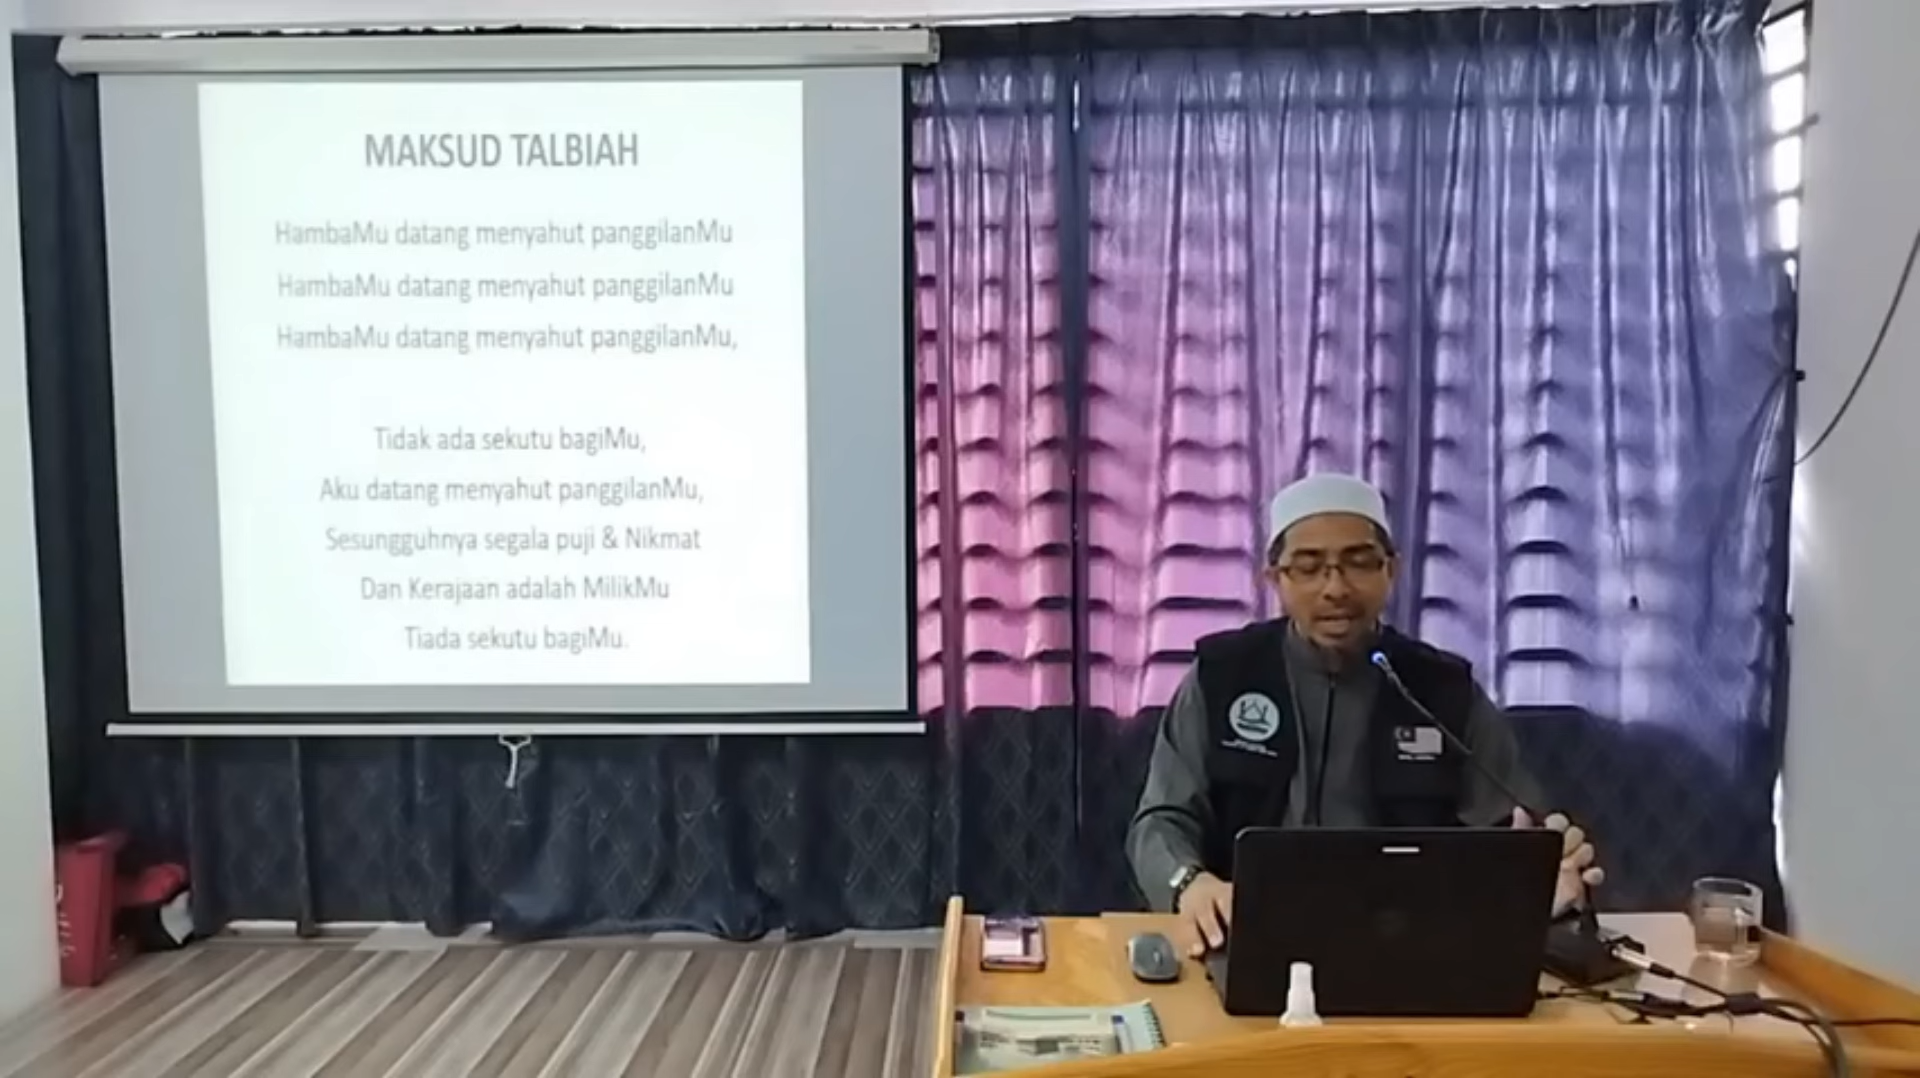 MAKSUD TALBIAH
HambaMu datang menyahut panggilanMu
HambaMu datang menyahut panggilanMu
HambaMu datang menyahut panggilanMu,
Tidak ada sekutu bagiMu,
Aku datang menyahut panggilanMu,
Sesungguhnya segala puji & Nikmat
Dan Kerajaan adalah MilikMu
Tiada sekutu bagiMu.